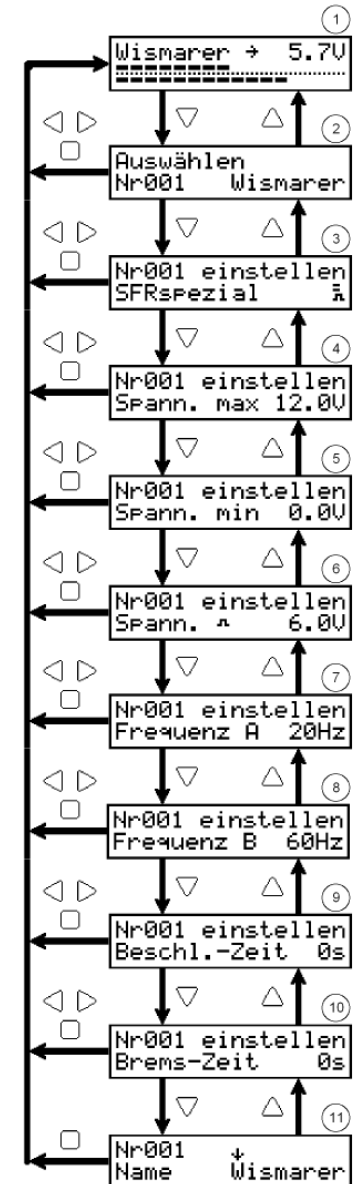 1
Wismarer → 5.7V
2
Auswählen
Nr001 Wismarer
3
Nr001 einstellen
SFRspezial
4
Nr001 einstellen
Spann. max 12.0V
5
Nr001 einstellen
Spann. min 0.0V
6
Nr001 einstellen
Spann. 6.0V
7
Nr001 einstellen
Frequenz A 20Hz
8
Nr001 einstellen
Frequenz B 60Hz
9
Nr001 einstellen
Beschl.-Zeit 0s
10
Nr001 einstellen
Brems-Zeit 0s
11
Nr001 ↓
Name Wismarer